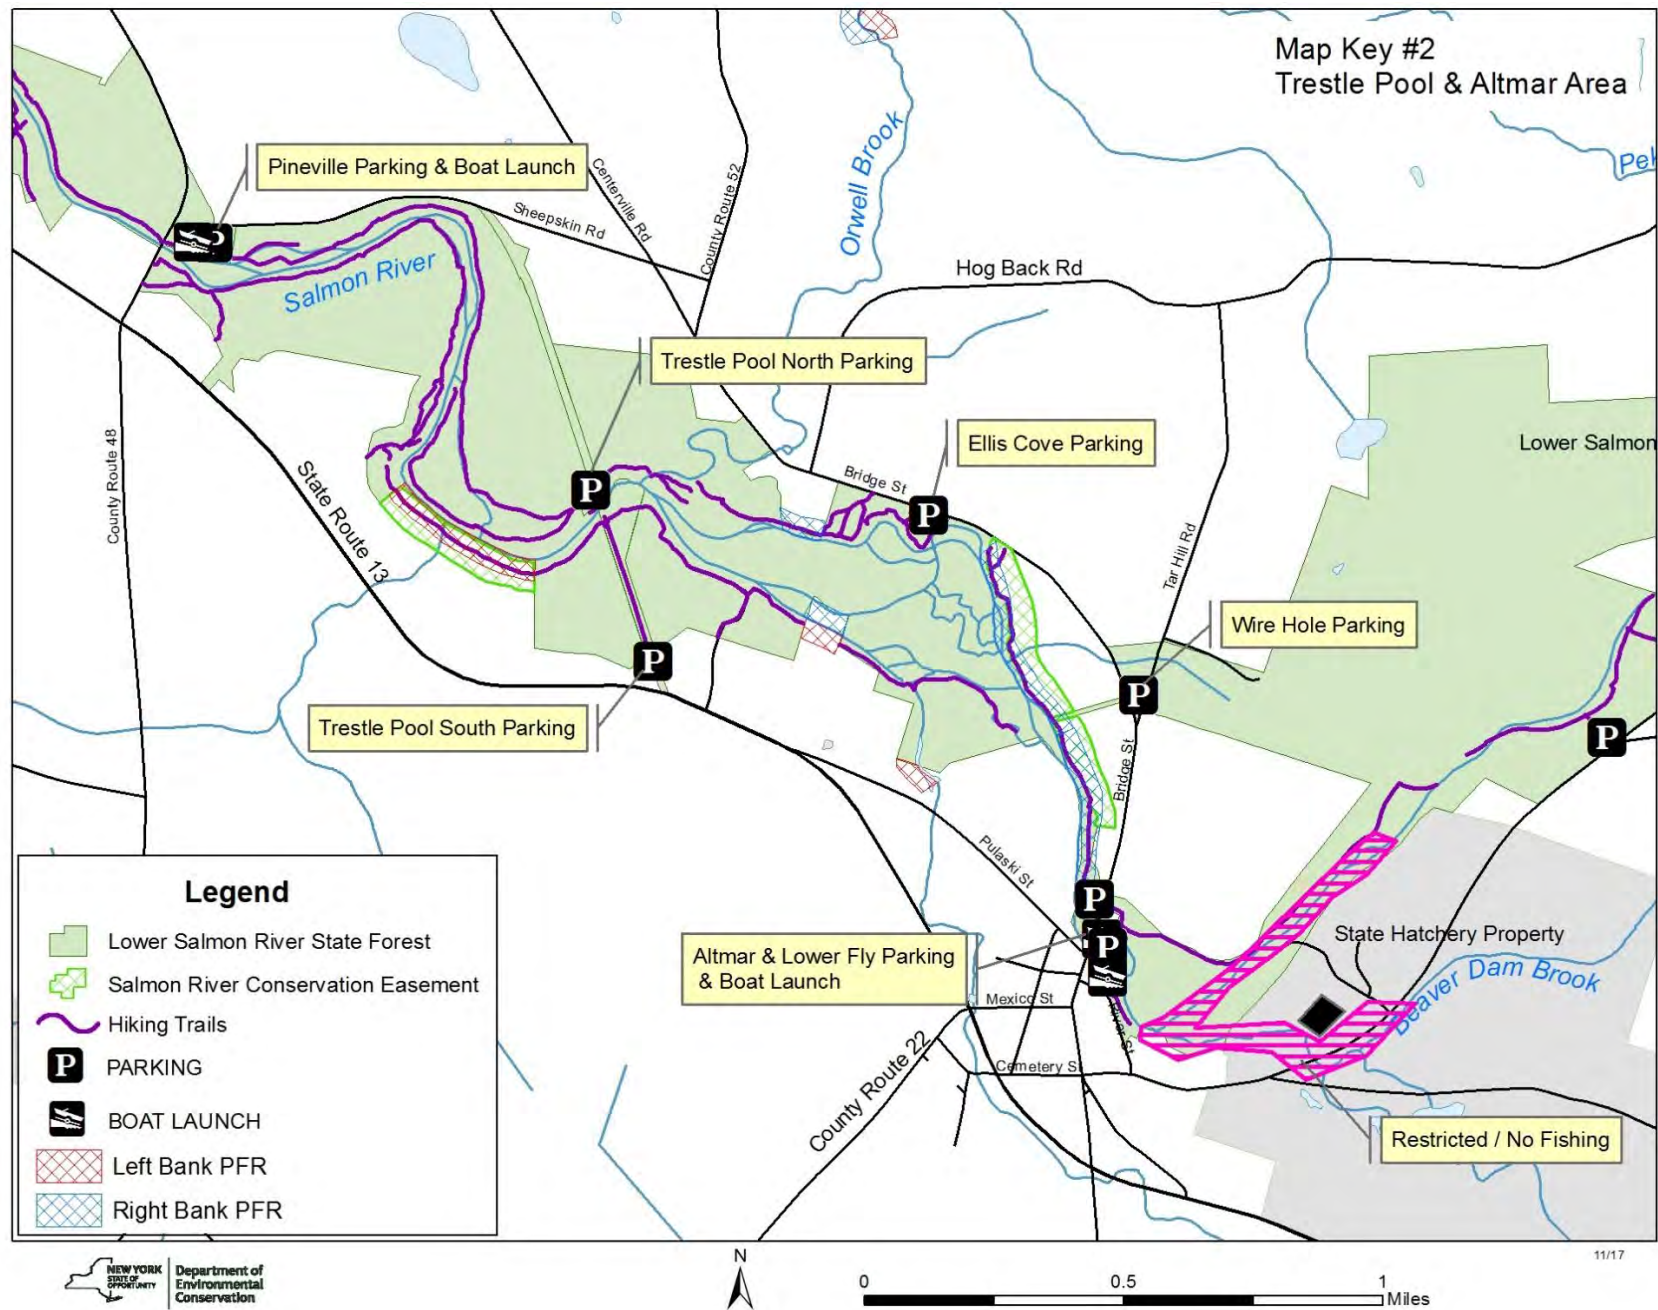 Map Key #2
Trestle Pool & Altmar Area
Pineville Parking & Boat Launch
Centerville Rd
County Route 52
Sheepskin Rd
Orwell Brook
Salmon River
Hog Back Rd
Trestle Pool North Parking
Ellis Cove Parking
Lower Salmon
County Route 48
State Route 13
P
Bridge St
P
Tar Hill Rd
Wire Hole Parking
P
P
Trestle Pool South Parking
P
Bridge St
Pulaski St
P
P
Altmar & Lower Fly Parking
& Boat Launch
State Hatchery Property
Beaver Dam Brook
Mexico St
River St
County Route 22
Cemetery St
Restricted / No Fishing
Legend
Lower Salmon River State Forest
Salmon River Conservation Easement
Hiking Trails
P PARKING
BOAT LAUNCH
Left Bank PFR
Right Bank PFR
NEW YORK
STATE OF
OPPORTUNITY
Department of
Environmental
Conservation
N
0 0.5 1
Miles
11/17